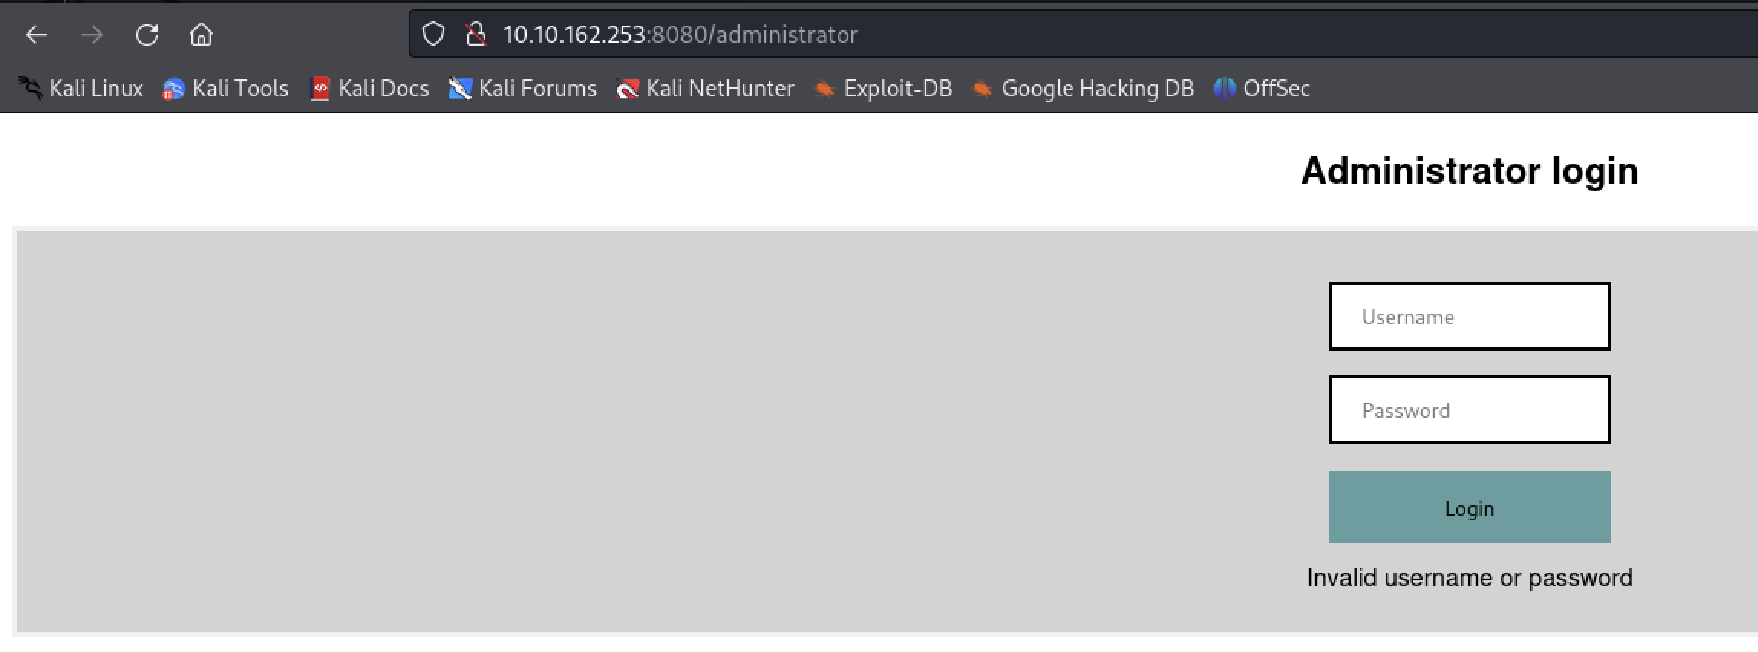 10.10.162.253:8080/administrator
Kali Linux Kali Tools Kali Docs Kali Forums Kali NetHunter Exploit-DB Google Hacking DB OffSec
Administrator login
Username
Password
Login
Invalid username or password